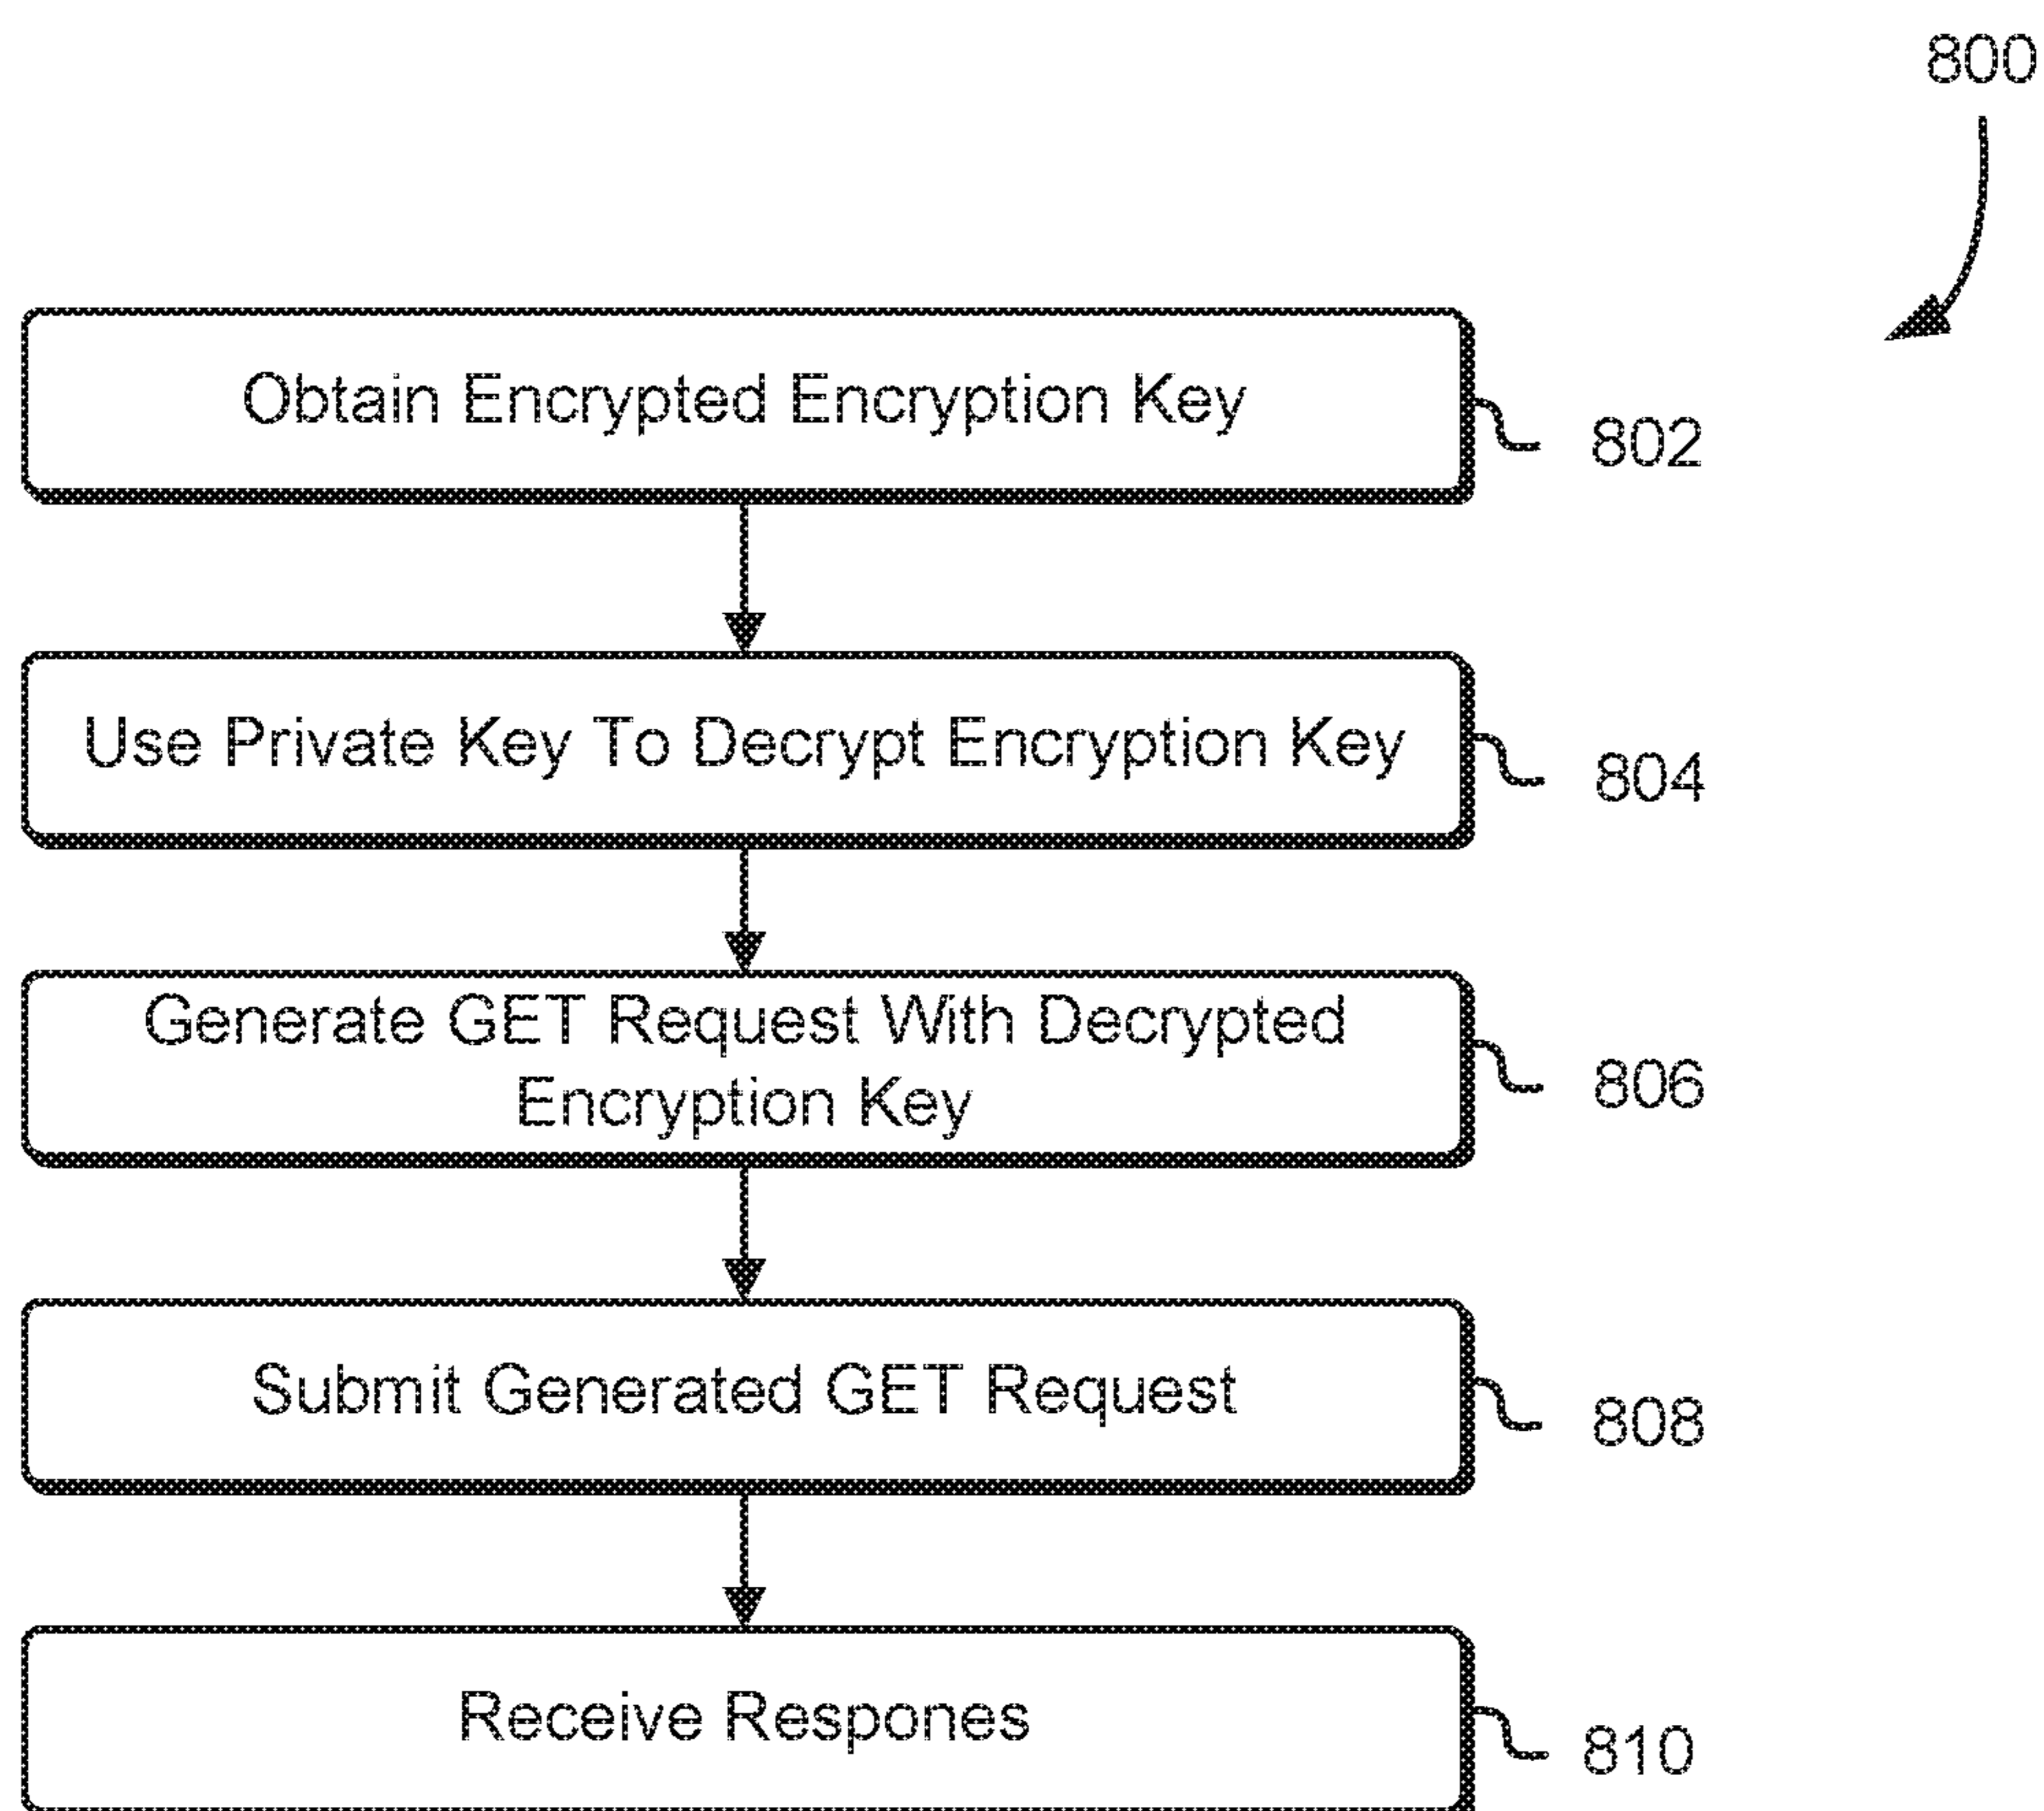 800
Obtain Encrypted Encryption Key
802
Use Private Key To Decrypt Encryption Key
804
Generate GET Request With Decrypted
Encryption Key
806
Submit Generated GET Request
808
Receive Respones
810